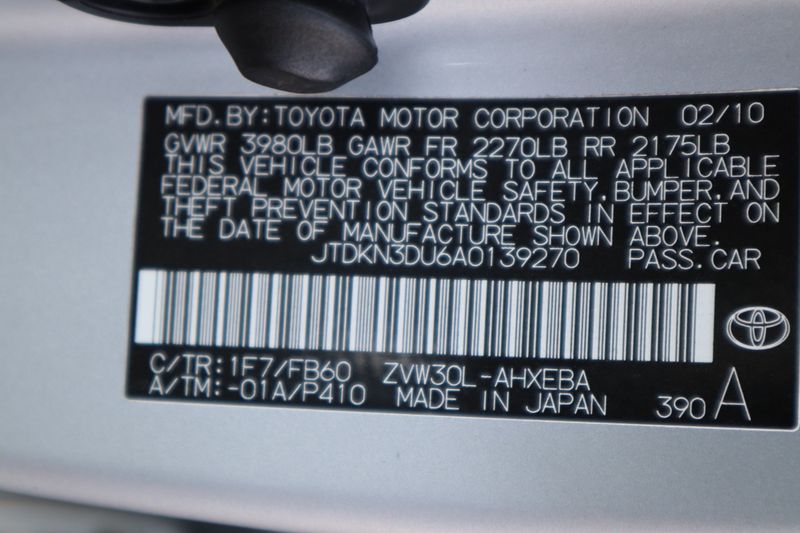 MFD.BY:TOYOTA MOTOR CORPORATION 02/10
GVWR 3980LB GAWR FR 2270LB RR 2175LB
THIS VEHICLE CONFORMS TO ALL APPLICABLE
FEDERAL MOTOR VEHICLE SAFETY,BUMPER,AND
THEFT PREVENTION STANDARDS IN EFFECT ON
THE DATE OF MANUFACTURE SHOWN ABOVE.
JTDKN3DU6A0139270 PASS.CAR
C/TR:1F7/FB60 ZVW30L-AHXEBA
A/TM:-01A/P410 MADE IN JAPAN 390 A